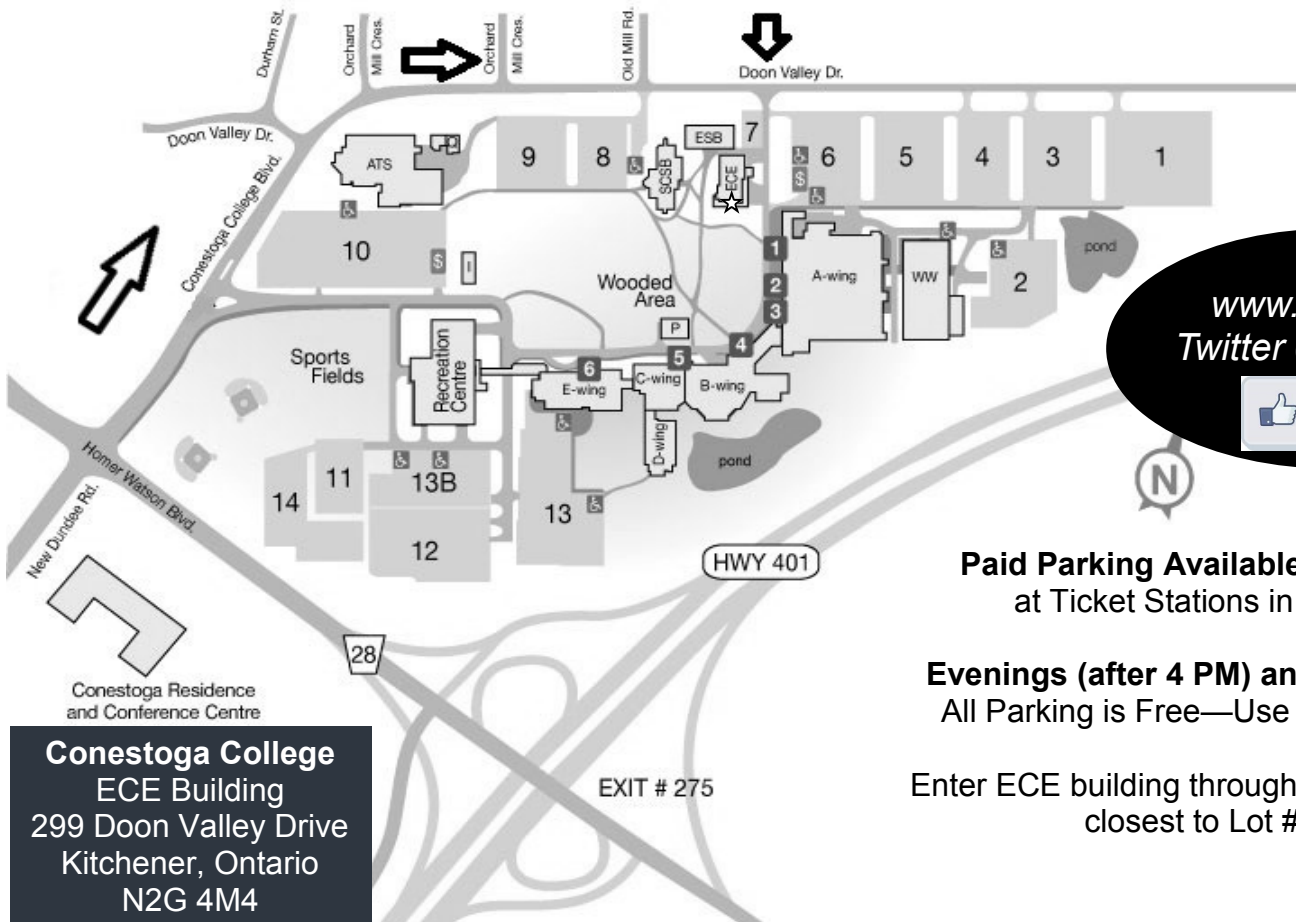 Durham St.
Orchard
Mill Cres.
Orchard
Mill Cres.
Old Mill Rd.
Doon Valley Dr.
Doon Valley Dr.
Conestoga College Blvd.
ATS
9
8
SCSB
ESB
7
ECE
6
5
4
3
1
$
10
$
I
Wooded
Area
P
1
2
3
4
5
6
A-wing
WW
2
pond
Sports
Fields
Recreation
Centre
E-wing
C-wing
B-wing
D-wing
pond
www.
Twitter
N
14
11
13B
12
13
Homer Watson Blvd.
New Dundee Rd.
HWY 401
28
EXIT # 275
Conestoga Residence
and Conference Centre
Conestoga College
ECE Building
299 Doon Valley Drive
Kitchener, Ontario
N2G 4M4
Paid Parking Available
at Ticket Stations in
Evenings (after 4 PM) an
All Parking is Free—Use
Enter ECE building through
closest to Lot #